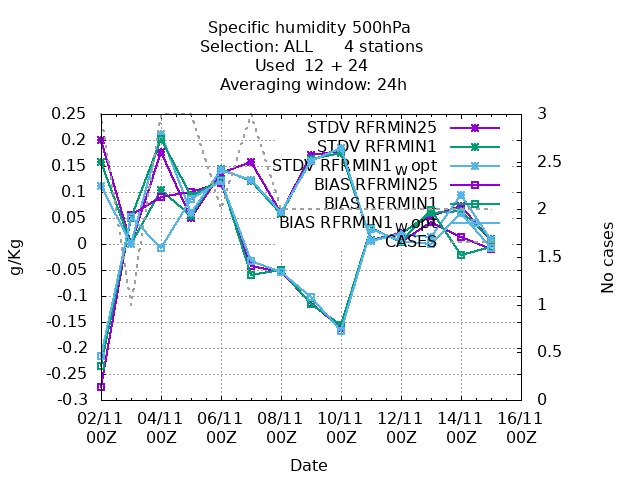 Specific humidity 500hPa
Selection: ALL 4 stations
Used 12 + 24
Averaging window: 24h
0.25
0.2
0.15
0.1
0.05
0
-0.05
-0.1
-0.15
-0.2
-0.25
-0.3
g/Kg
STDV RFRMIN25
STDV RFRMIN1
STDV RFRMIN1w opt
BIAS RFRMIN25
BIAS RFRMIN1
BIAS RFRMIN1w opt
CASES
3
2.5
2
1.5
1
0.5
0
No cases
02/11 04/11 06/11 08/11 10/11 12/11 14/11 16/11
00Z 00Z 00Z 00Z 00Z 00Z 00Z 00Z
Date